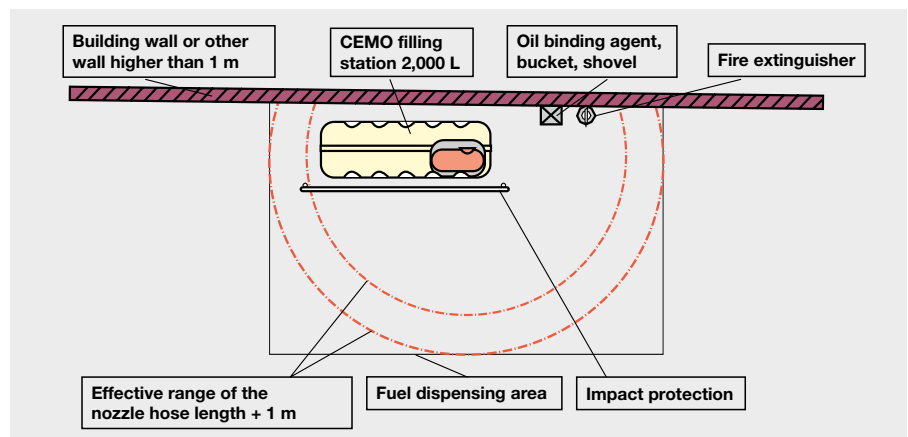 Building wall or other
wall higher than 1 m
CEMO filling
station 2,000 L
Oil binding agent,
bucket, shovel
Fire extinguisher
Effective range of the
nozzle hose length + 1 m
Fuel dispensing area
Impact protection